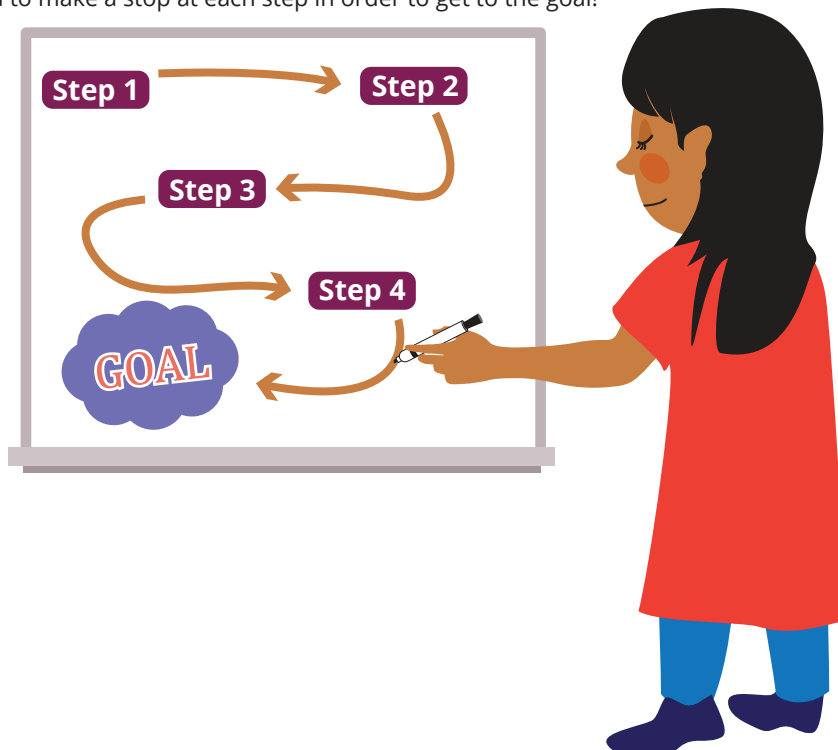 to make a stop at each step in order to get to the goal!
Step 1
Step 2
Step 3
Step 4
GOAL